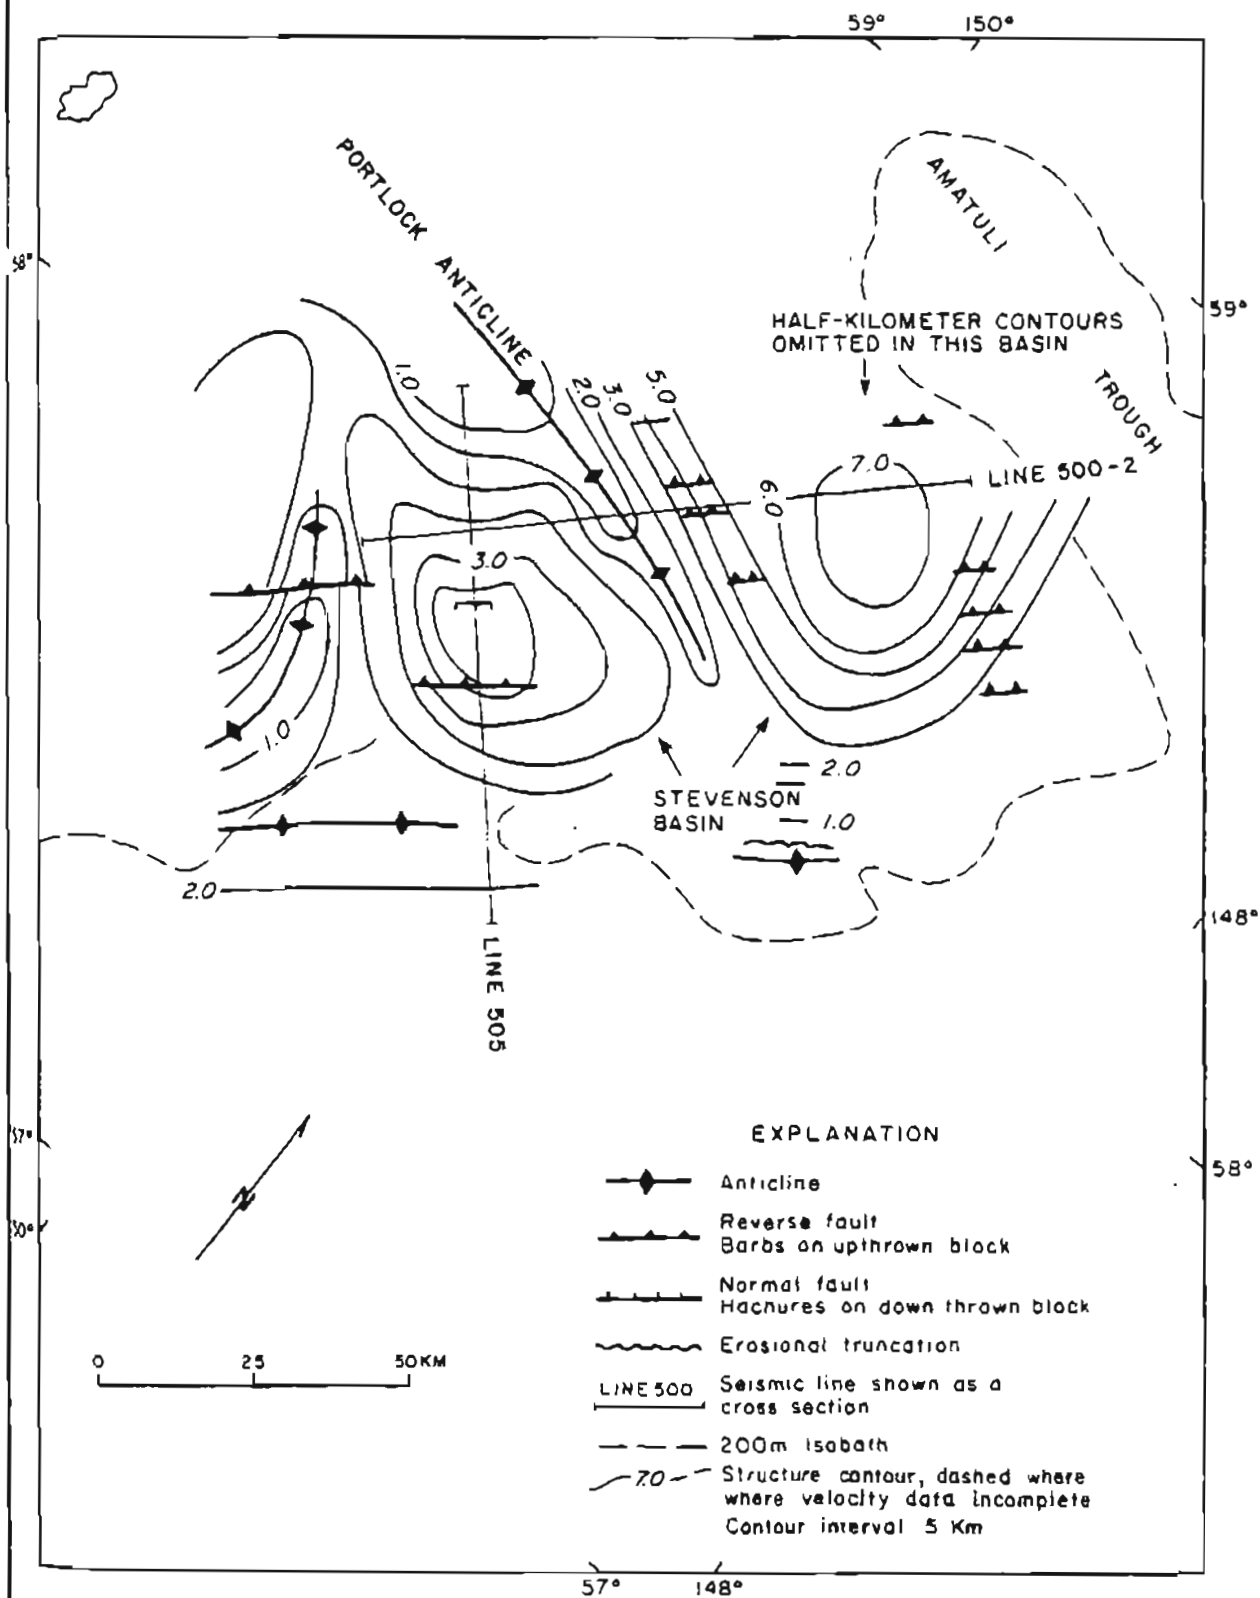 59° 150°
PORTLOCK ANTICLINE
AMATULI
TROUGH
58°
59°
HALF-KILOMETER CONTOURS
OMITTED IN THIS BASIN
1.0
2.0
3.0
5.0
7.0
6.0
LINE 500-2
3.0
1.0
STEVENSON
BASIN
2.0
1.0
2.0
148°
LINE 505
N
EXPLANATION
57°
58°
Anticline
Reverse fault
Barbs on upthrown block
Normal fault
Hachures on down thrown block
Erosional truncation
LINE 500
Seismic line shown as a
cross section
200m Isobath
7.0
Structure contour, dashed where
where velocity data incomplete
Contour interval 5 Km
0 25 50 KM
57° 148°